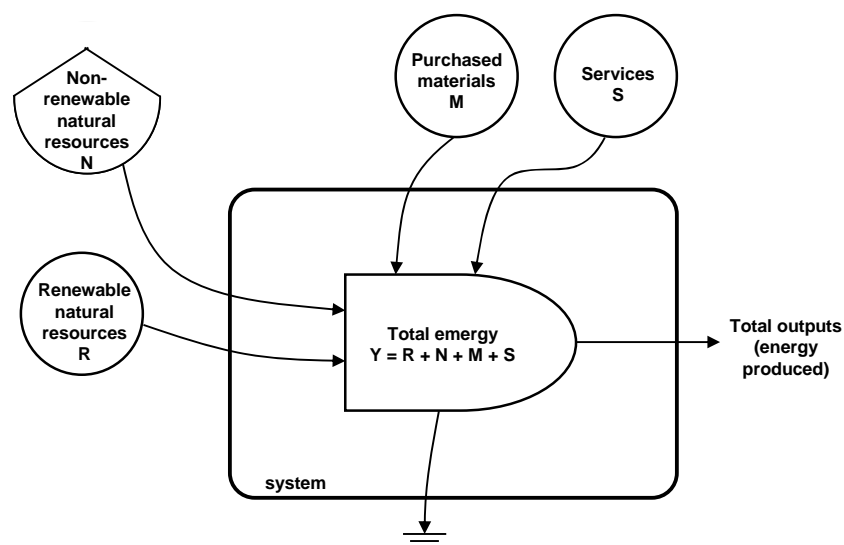 Non-
renewable
natural
resources
N
Purchased
materials
M
Services
S
Renewable
natural
resources
R
Total emergy
Y = R + N + M + S
Total outputs
(energy
produced)
system